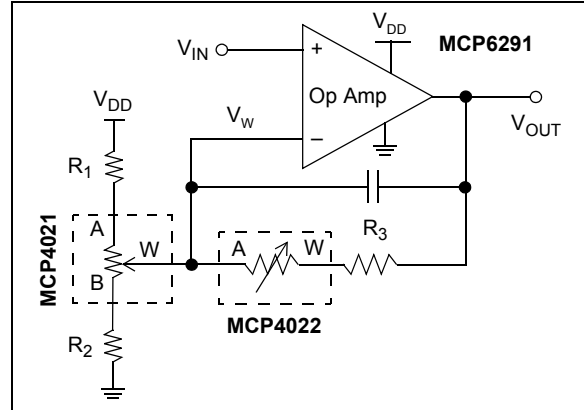 V_DD
MCP6291
V_IN
+
Op Amp
V_DD
V_W
−
V_OUT
R_1
A
W
B
MCP4021
A
W
R_3
MCP4022
R_2